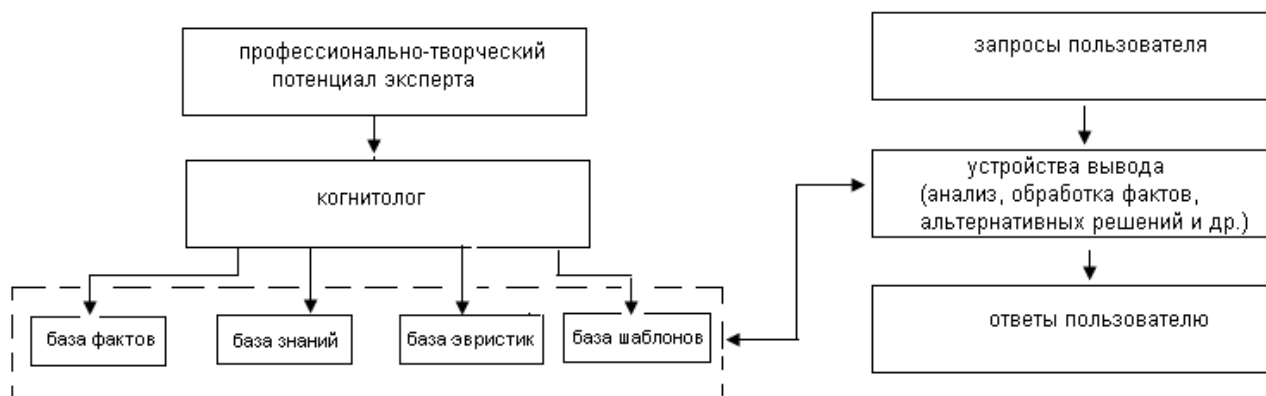 профессионально-творческий
потенциал эксперта
когнитолог
база фактов
база знаний
база эвристик
база шаблонов
запросы пользователя
устройства вывода
(анализ, обработка фактов,
альтернативных решений и др.)
ответы пользователю